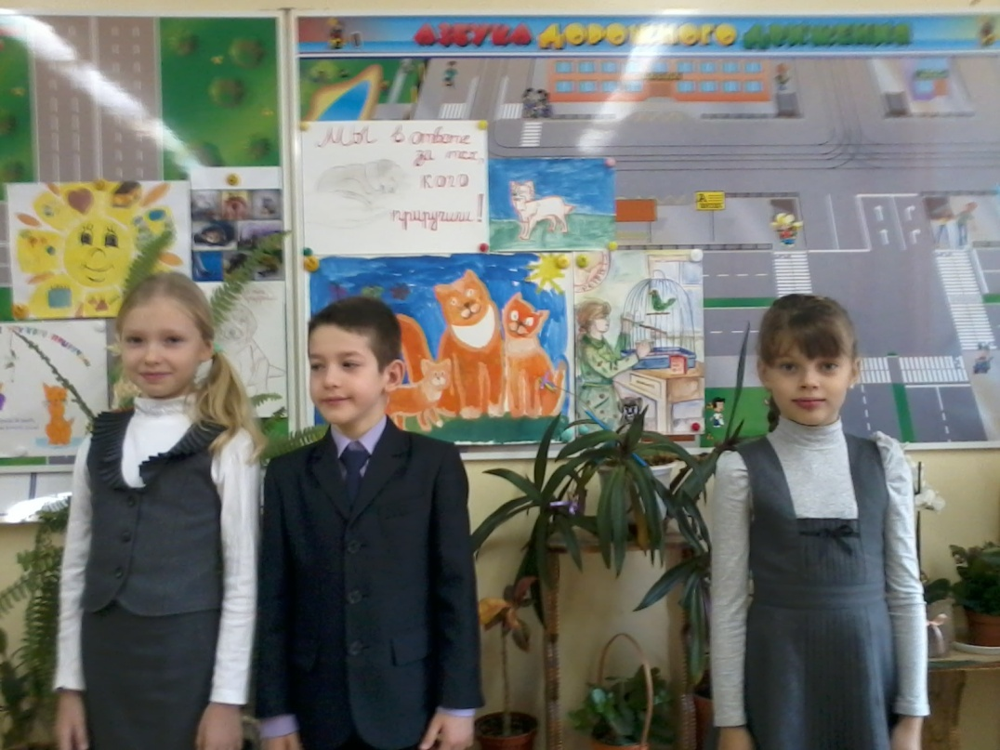 АЗБУКА ДОРОЖНОГО ДВИЖЕНИЯ
Мы в ответе
за тех,
кого
приручили!